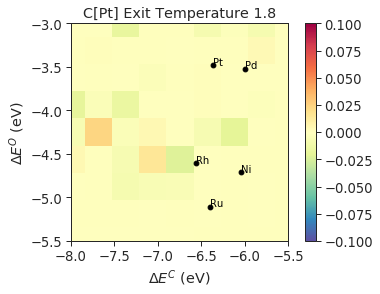 C[Pt] Exit Temperature 1.8
ΔE^O (eV)
−3.0
−3.5
−4.0
−4.5
−5.0
−5.5
Pt
Pd
Rh
Ni
Ru
−8.0 −7.5 −7.0 −6.5 −6.0 −5.5
ΔE^C (eV)
0.100
0.075
0.050
0.025
0.000
−0.025
−0.050
−0.075
−0.100